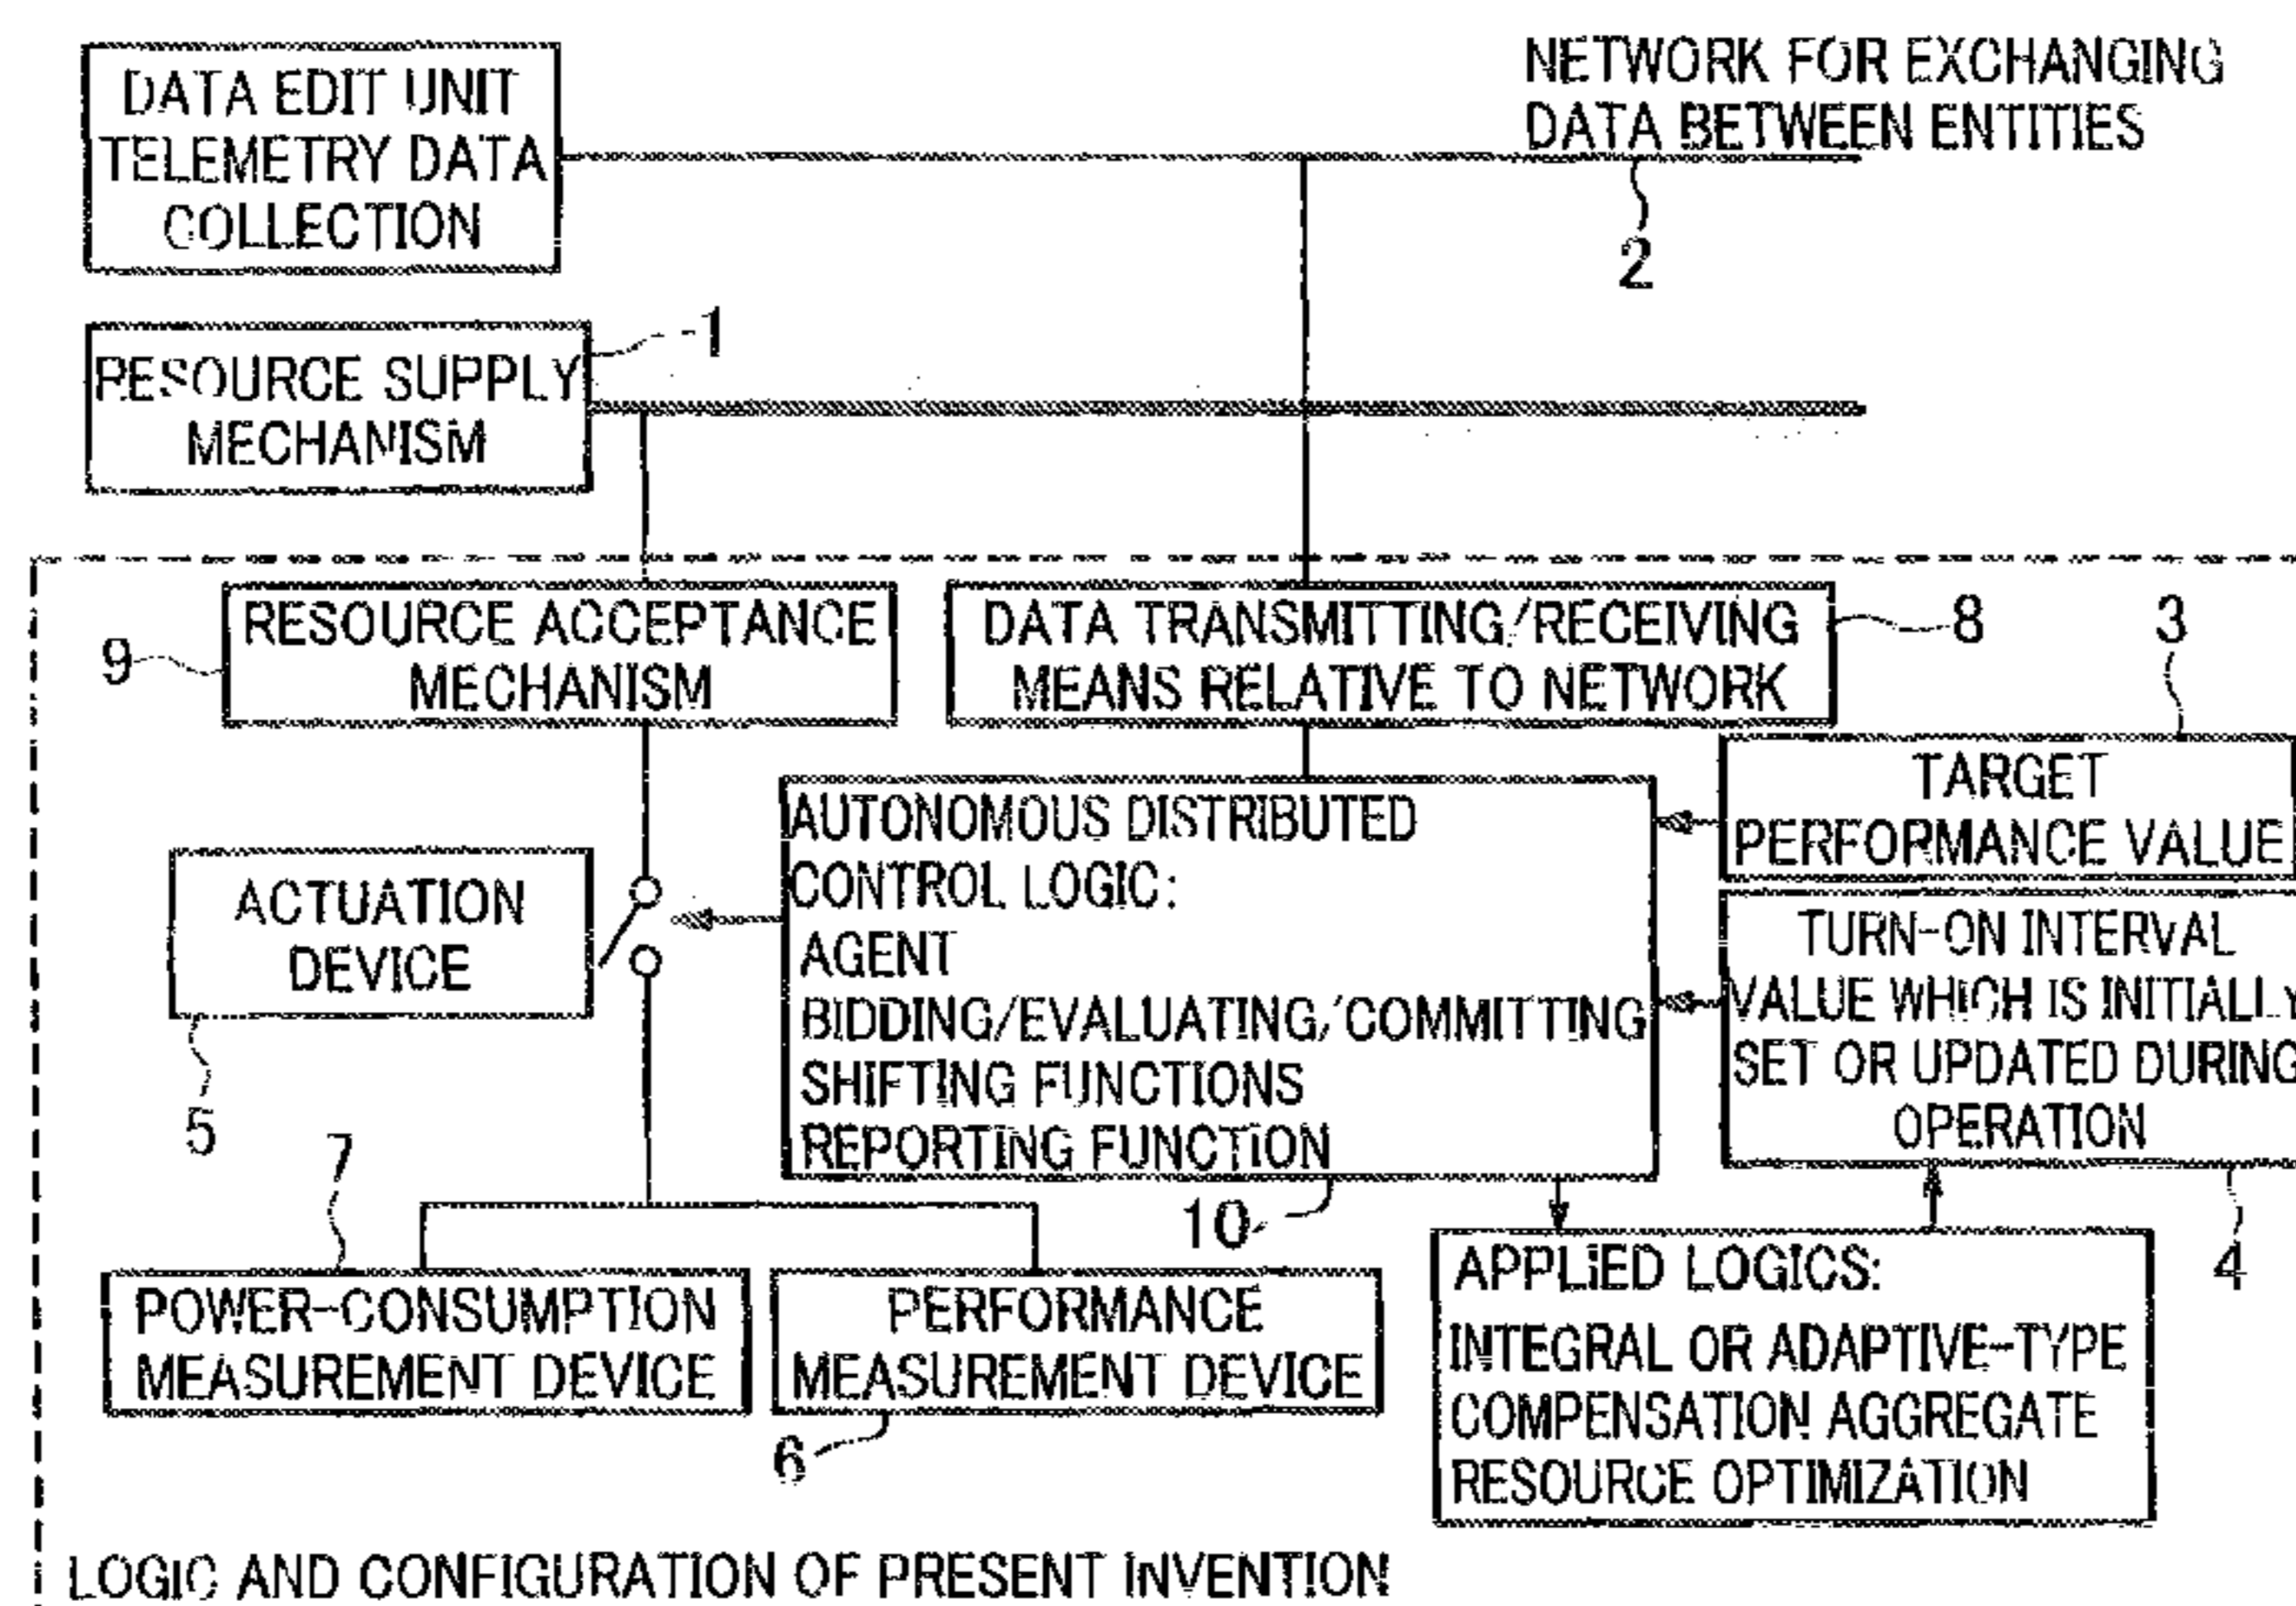 DATA EDIT UNIT
TELEMETRY DATA
COLLECTION
NETWORK FOR EXCHANGING
DATA BETWEEN ENTITIES
2
RESOURCE SUPPLY
MECHANISM
1
RESOURCE ACCEPTANCE
MECHANISM
9
DATA TRANSMITTING/RECEIVING
MEANS RELATIVE TO NETWORK
8
3
TARGET
PERFORMANCE VALUE
AUTONOMOUS DISTRIBUTED
CONTROL LOGIC:
AGENT
BIDDING/EVALUATING/COMMITTING
SHIFTING FUNCTIONS
REPORTING FUNCTION
10
ACTUATION
DEVICE
5
TURN-ON INTERVAL
VALUE WHICH IS INITIALLY
SET OR UPDATED DURING
OPERATION
4
7
POWER-CONSUMPTION
MEASUREMENT DEVICE
PERFORMANCE
MEASUREMENT DEVICE
6
APPLIED LOGICS:
INTEGRAL OR ADAPTIVE-TYPE
COMPENSATION AGGREGATE
RESOURCE OPTIMIZATION
LOGIC AND CONFIGURATION OF PRESENT INVENTION